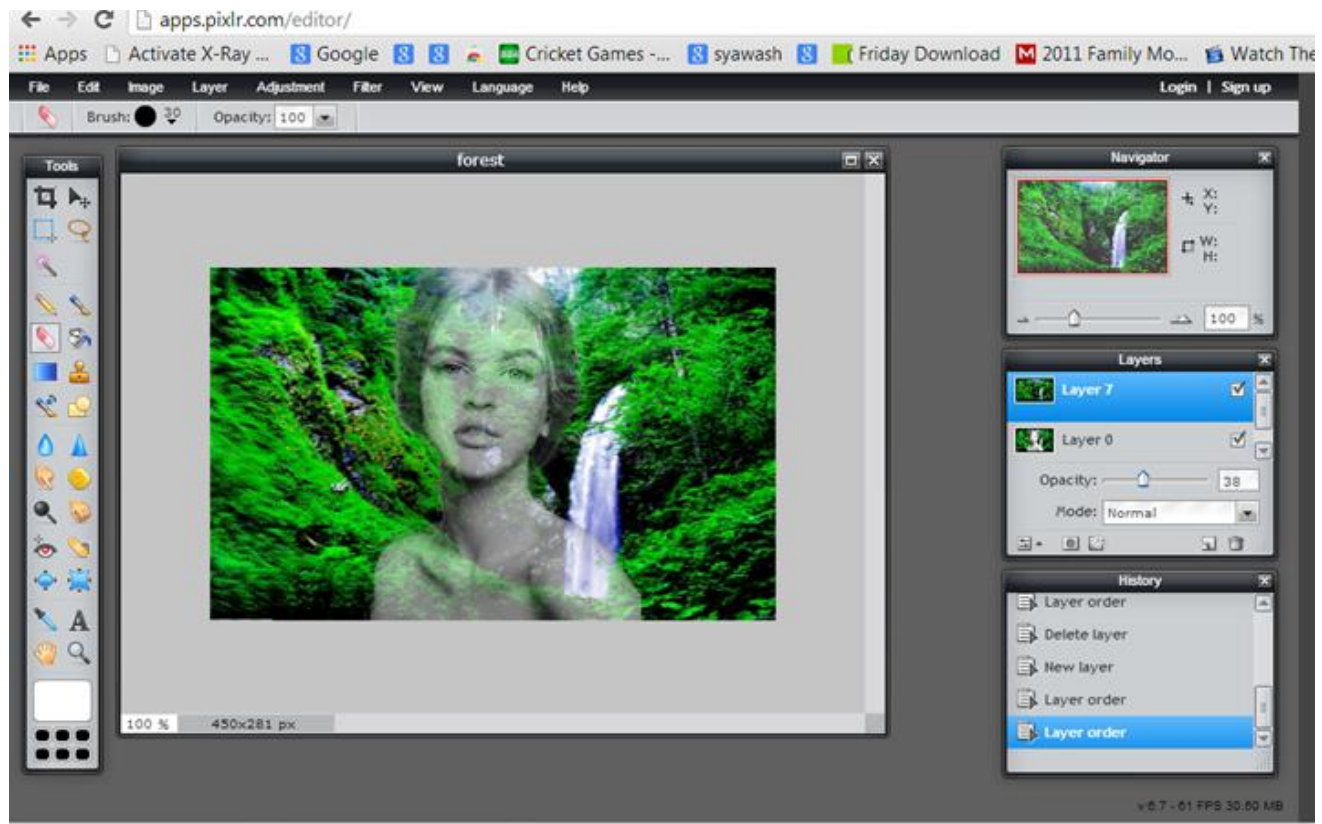 apps.pixlr.com/editor/
Apps Activate X-Ray ... Google Cricket Games -... syawash Friday Download 2011 Family Mo... Watch The
File Edit Image Layer Adjustment Filter View Language Help Login | Sign up
Brush: 30 Opacity: 100
Tools
forest
Navigator
X:
Y:
W:
H:
100 %
Layers
Layer 7
Layer 0
Opacity: 38
Mode: Normal
History
Layer order
Delete layer
New layer
Layer order
Layer order
A
100 % 450x281 px
v:6.7 - 61 FPS 30.60 MB